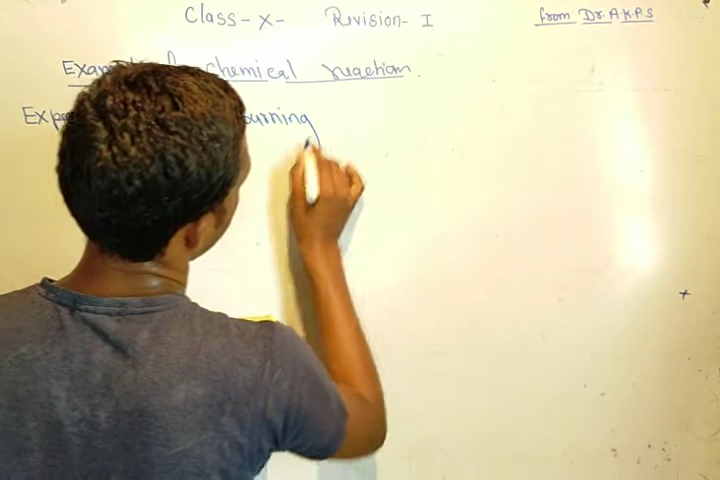 Class - X - Revision - I
from Dr. A.K.P.S
chemical reaction.
burning